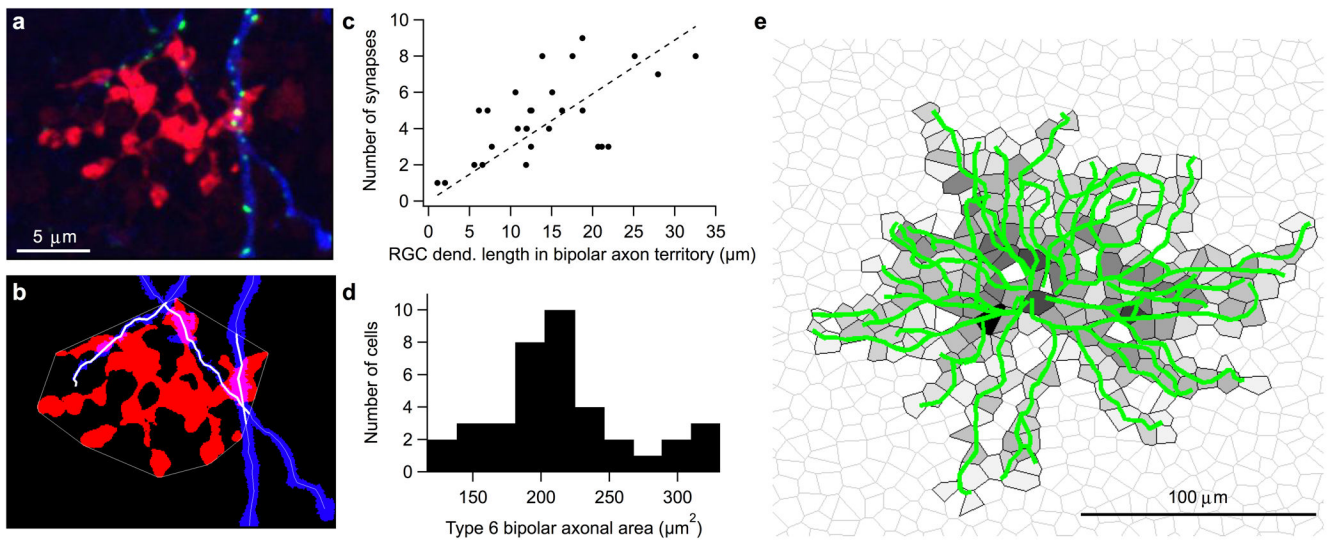 a
5 μm
b
c
Number of synapses
10
8
6
4
2
0
0 5 10 15 20 25 30 35
RGC dend. length in bipolar axon territory (μm)
d
Number of cells
10
8
6
4
2
0
150 200 250 300
Type 6 bipolar axonal area (μm²)
e
100 μm